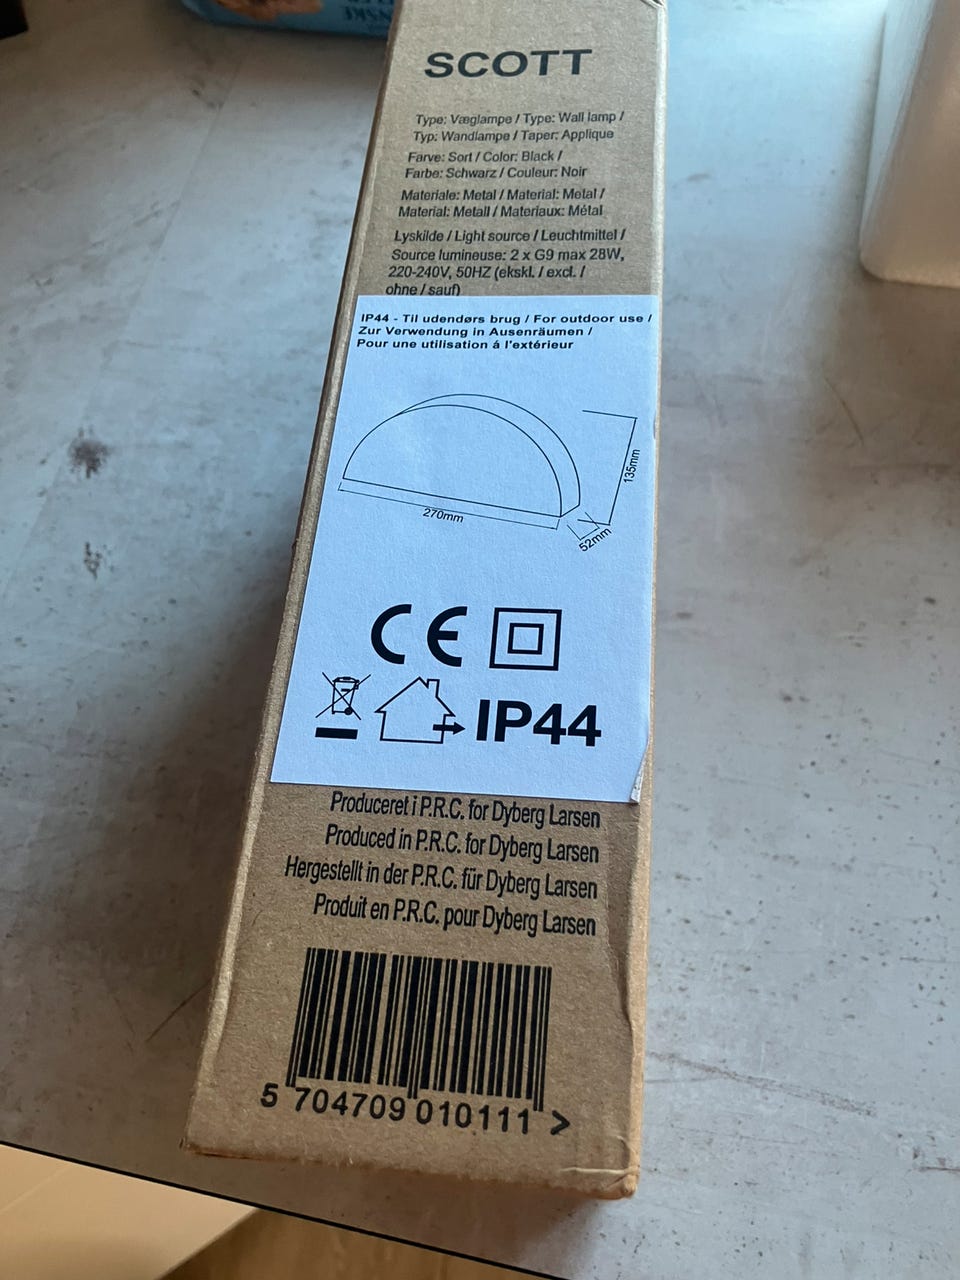 SCOTT
Type: Væglampe / Type: Wall lamp /
Typ: Wandlampe / Taper: Applique
Farve: Sort / Color: Black /
Farbe: Schwarz / Couleur: Noir
Materiale: Metal / Material: Metal /
Material: Metall / Materiaux: Métal
Lyskilde / Light source / Leuchtmittel /
Source lumineuse: 2 x G9 max 28W,
220-240V, 50HZ (ekskl. / excl. /
ohne / sauf)
IP44 - Til udendørs brug / For outdoor use /
Zur Verwendung in Ausenräumen /
Pour une utilisation á l'extérieur
135mm
270mm
52mm
CE
IP44
Produceret i P.R.C. for Dyberg Larsen
Produced in P.R.C. for Dyberg Larsen
Hergestellt in der P.R.C. für Dyberg Larsen
Produit en P.R.C. pour Dyberg Larsen
5 704709 010111 >